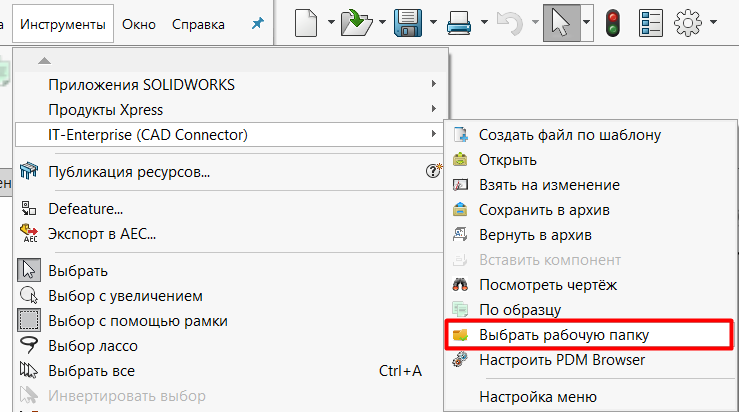 а Инструменты Окно Справка
Приложения SOLIDWORKS
Продукты Xpress
IT-Enterprise (CAD Connector)
Публикация ресурсов...
Defeature...
AEC Экспорт в AEC...
Выбрать
Выбор с увеличением
Выбор с помощью рамки
Выбор лассо
Выбрать все Ctrl+A
Инвертировать выбор
ен
Создать файл по шаблону
Открыть
Взять на изменение
Сохранить в архив
Вернуть в архив
Вставить компонент
Посмотреть чертёж
По образцу
Выбрать рабочую папку
Настроить PDM Browser
Настройка меню